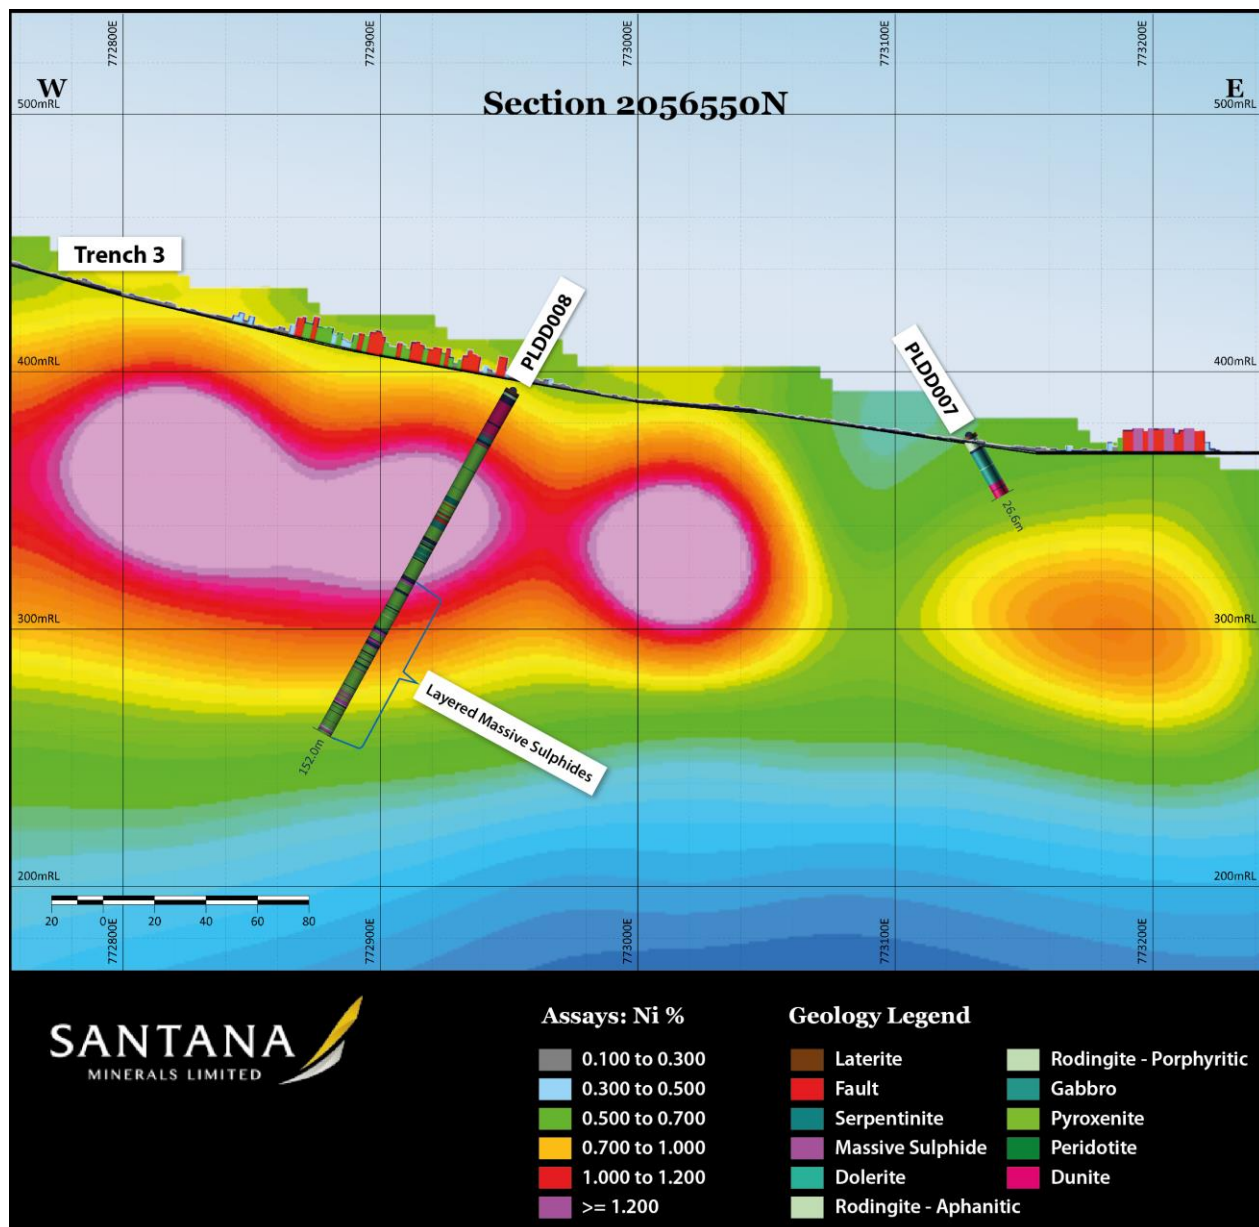 772800E
772900E
773000E
773100E
773200E
W
Section 2056550N
E
500mRL
500mRL
Trench 3
PLDD008
PLDD007
400mRL
400mRL
26.6m
300mRL
300mRL
Layered Massive Sulphides
152.0m
200mRL
200mRL
20 0 20 40 60 80
772800E
772900E
773000E
773100E
773200E
SANTANA
MINERALS LIMITED
Assays: Ni %
0.100 to 0.300
0.300 to 0.500
0.500 to 0.700
0.700 to 1.000
1.000 to 1.200
>= 1.200
Geology Legend
Laterite
Fault
Serpentinite
Massive Sulphide
Dolerite
Rodingite - Aphanitic
Rodingite - Porphyritic
Gabbro
Pyroxenite
Peridotite
Dunite